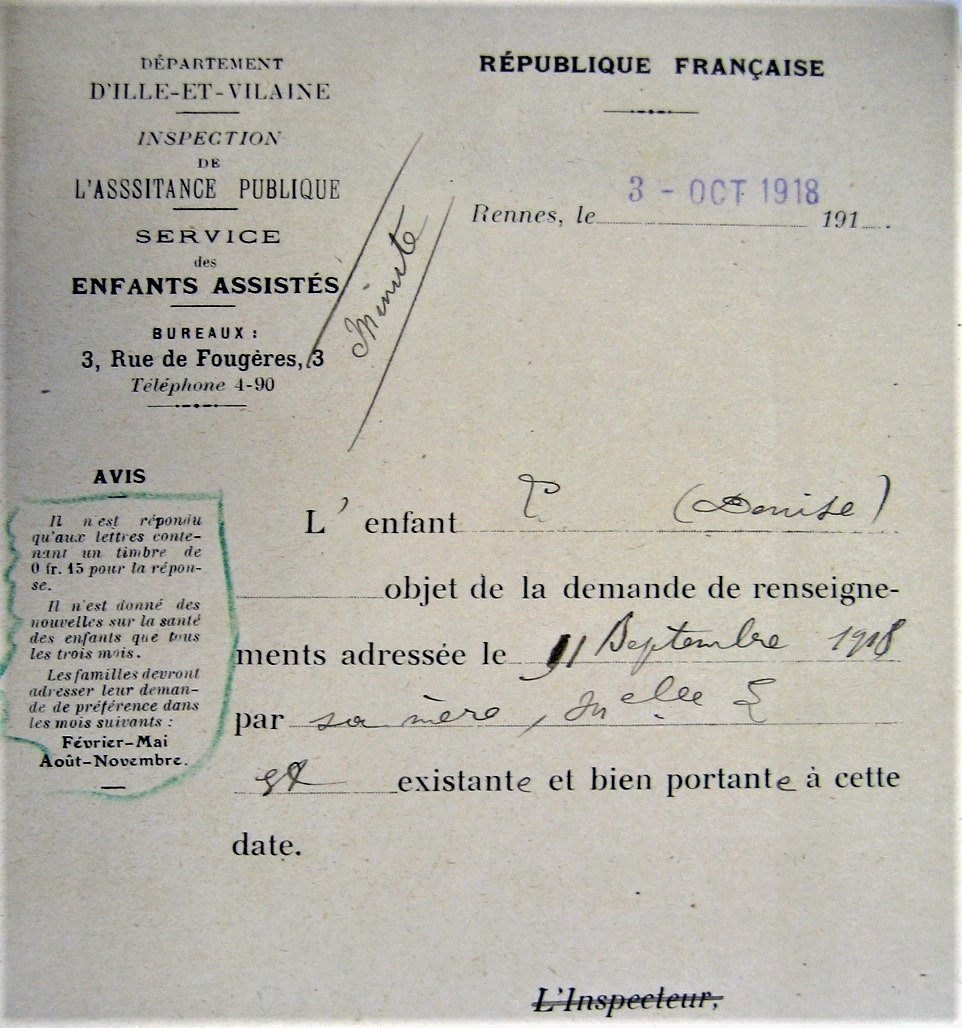 DÉPARTEMENT
D'ILLE-ET-VILAINE
INSPECTION
DE
L'ASSSITANCE PUBLIQUE
SERVICE
des
ENFANTS ASSISTÉS
BUREAUX :
3, Rue de Fougères, 3
Téléphone 4-90
RÉPUBLIQUE FRANÇAISE
3 - OCT 1918
Rennes, le 191
Minute
AVIS
Il n'est répondu
qu'aux lettres conte-
nant un timbre de
0 fr. 15 pour la répon-
se.
Il n'est donné des
nouvelles sur la santé
des enfants que tous
les trois mois.
Les familles devront
adresser leur deman-
de de préférence dans
les mois suivants :
Février-Mai
Août-Novembre.
L'enfant T (Denise)
objet de la demande de renseigne-
ments adressée le 11 Septembre 1918
par sa mère, Melle
est existante et bien portante à cette
date.
L'Inspecteur,